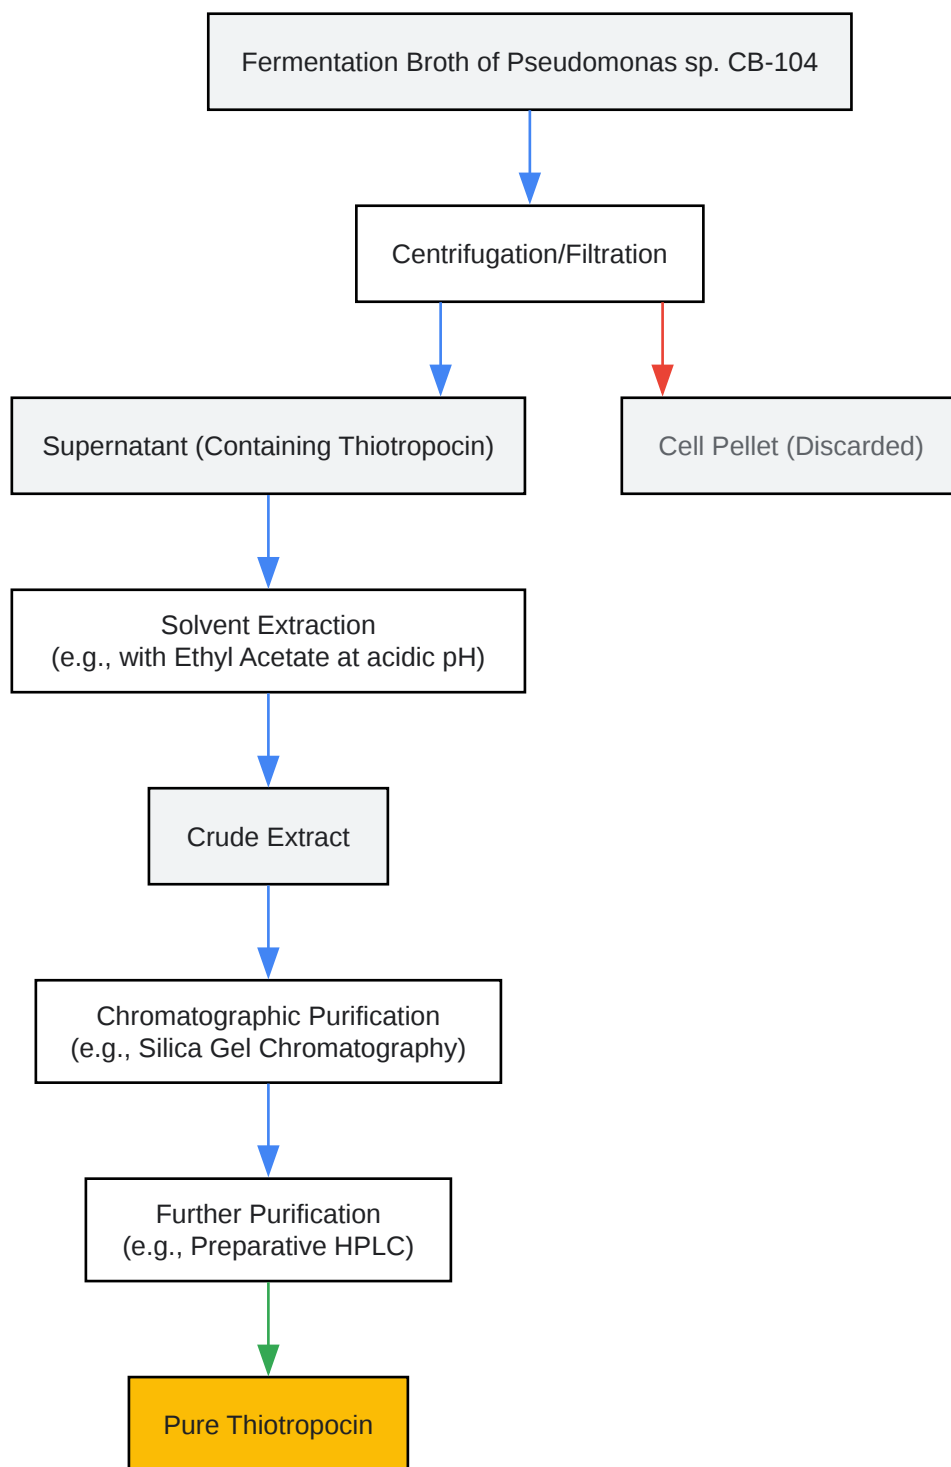 Fermentation Broth of Pseudomonas sp. CB-104
Centrifugation/Filtration
Supernatant (Containing Thiotropocin)
Cell Pellet (Discarded)
Solvent Extraction
(e.g., with Ethyl Acetate at acidic pH)
Crude Extract
Chromatographic Purification
(e.g., Silica Gel Chromatography)
Further Purification
(e.g., Preparative HPLC)
Pure Thiotropocin